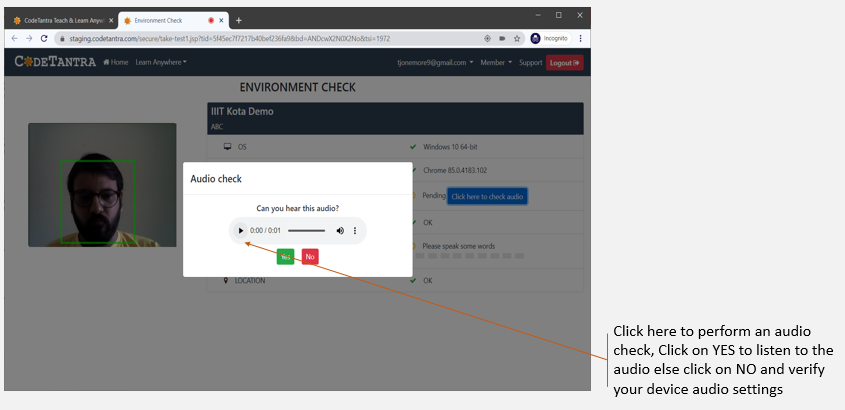 CodeTantra Teach & Learn Anyw
Environment Check
staging.codetantra.com/secure/take-test1.jsp?tid=5f45ec7f7217b40bef236fa9&bd=ANDcwX2N0X2No&tsi=1972
Incognito
CODETANTRA
Home
Learn Anywhere
tjonemore9@gmail.com
Member
Support
Logout
ENVIRONMENT CHECK
IIIT Kota Demo
ABC
OS
Windows 10 64-bit
Chrome 85.0.4183.102
Pending
Click here to check audio
OK
Please speak some words
LOCATION
OK
Audio check
Can you hear this audio?
0:00 / 0:01
Yes
No
Click here to perform an audio
check, Click on YES to listen to the
audio else click on NO and verify
your device audio settings